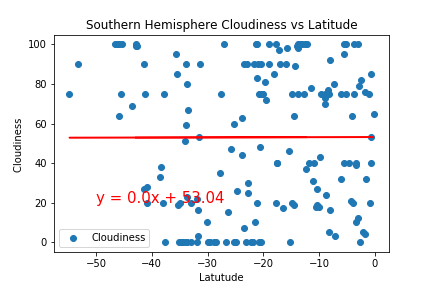 Southern Hemisphere Cloudiness vs Latitude
Cloudiness
100
80
60
40
20
0
y = 0.0x + 53.04
Cloudiness
−50
−40
−30
−20
−10
0
Latutude